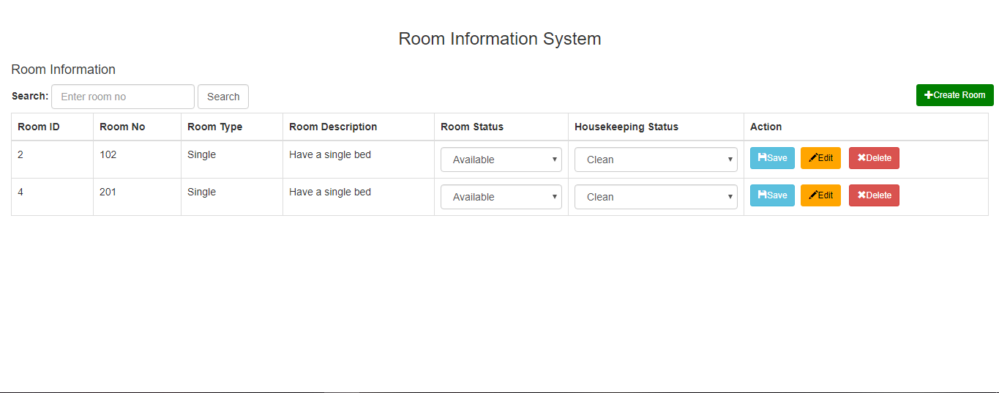 Room Information System
Room Information
Search: Enter room no Search Create Room
Room ID Room No Room Type Room Description Room Status Housekeeping Status Action
2 102 Single Have a single bed Available Clean Save Edit Delete
4 201 Single Have a single bed Available Clean Save Edit Delete